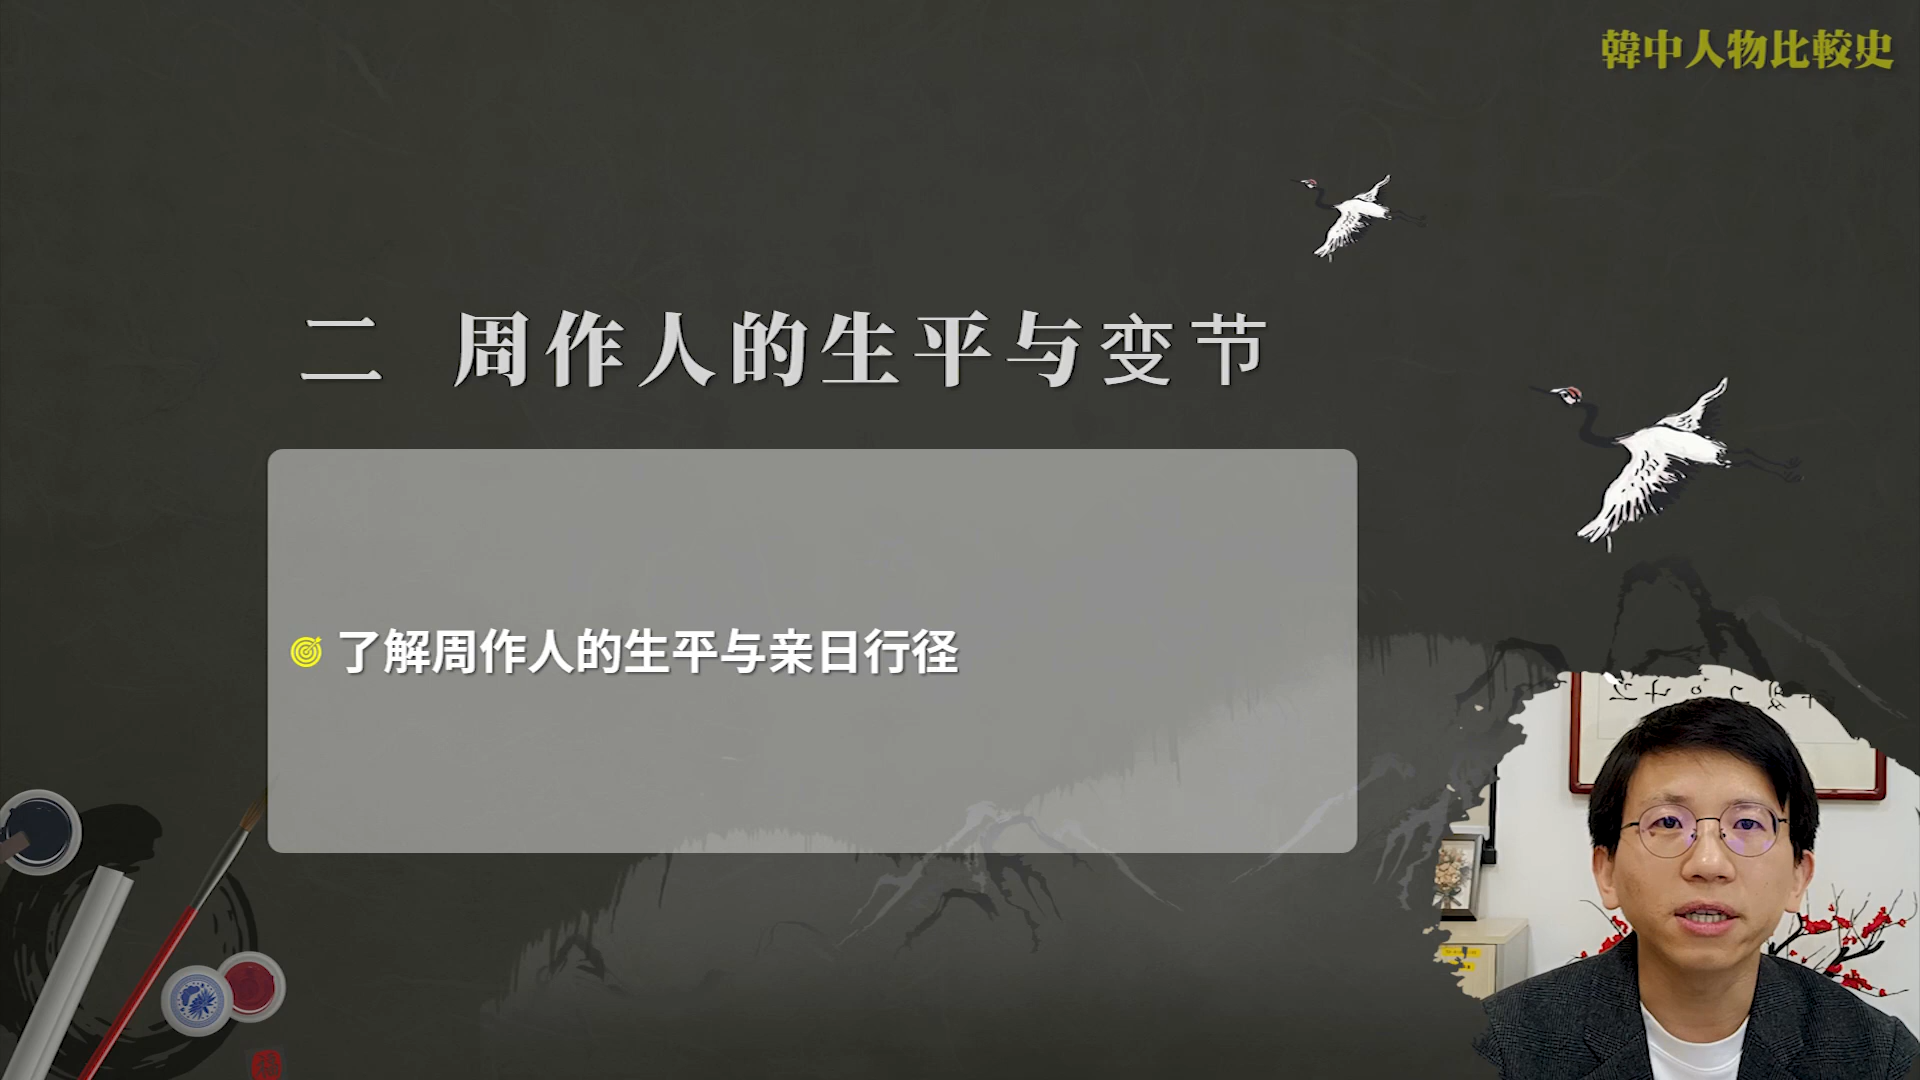 韓中人物比較史
二 周作人的生平与变节
了解周作人的生平与亲日行径